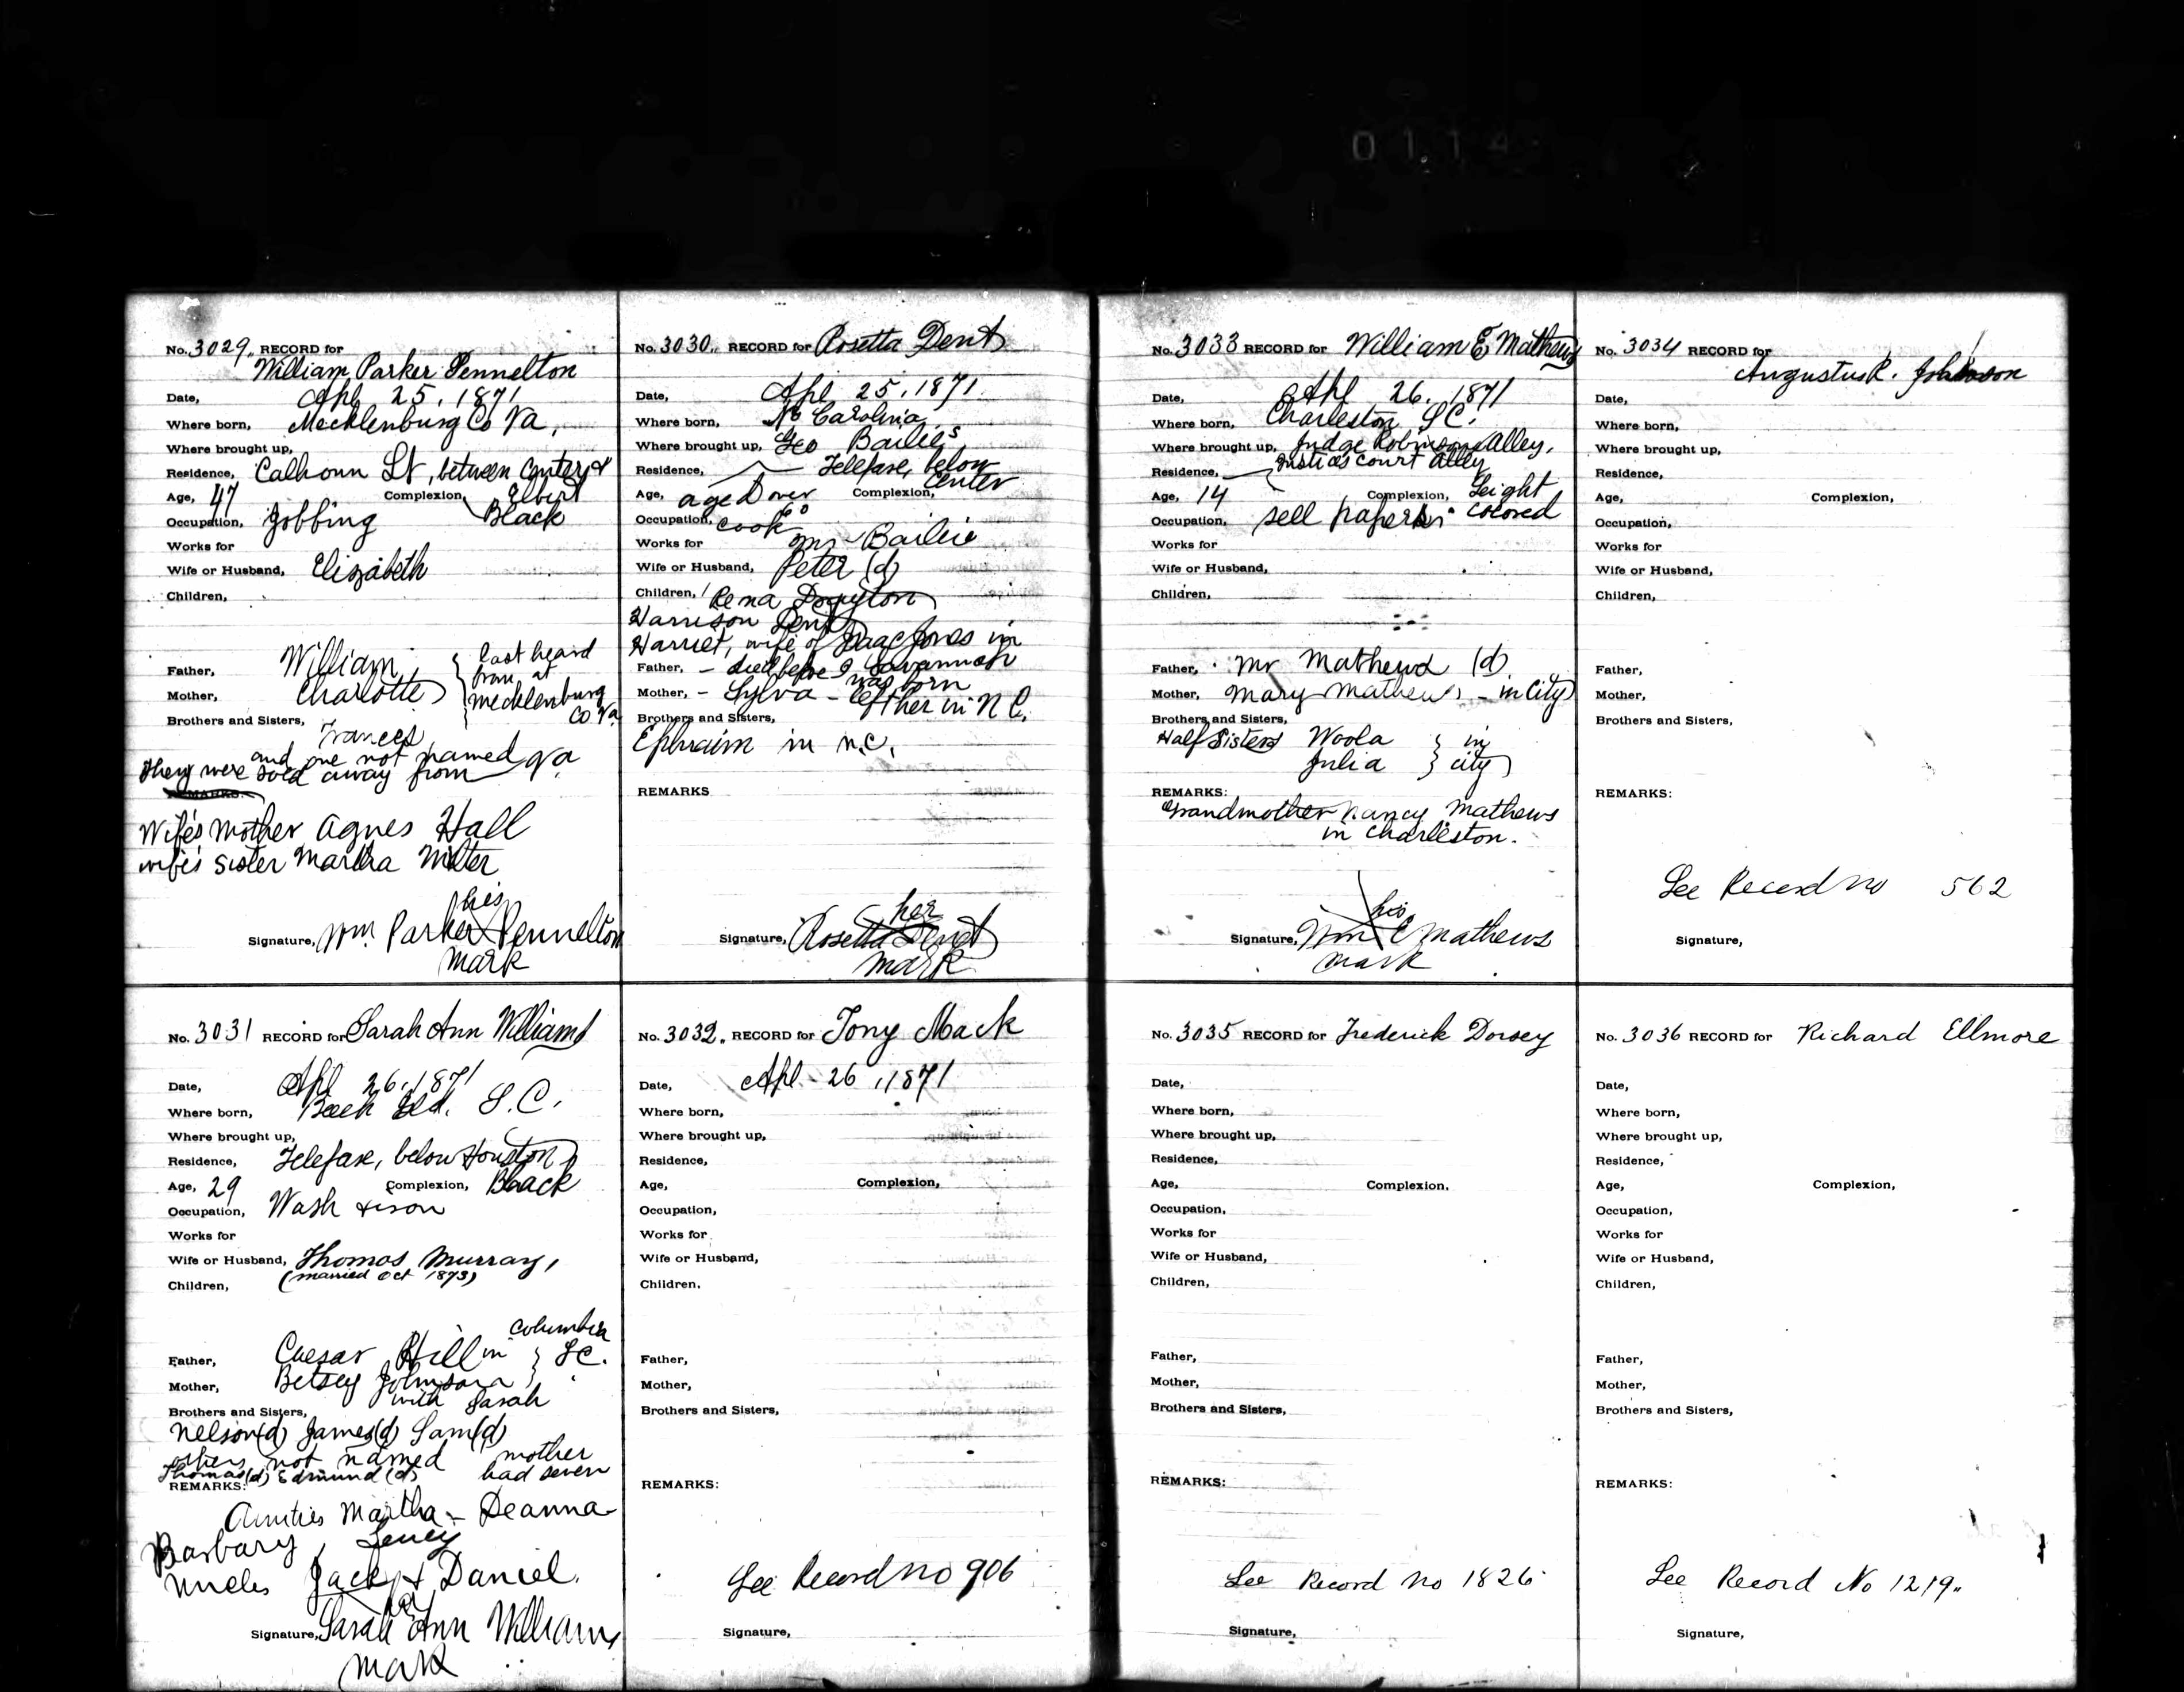 0114
No. 3029. RECORD for
William Parker Pennelton
Date, Apl 25, 1871
Where born, Mecklenburg Co Va,
Where brought up,
Residence, Calhoun St, between Center &
Elbert
Age, 47 Complexion, Black
Occupation, Jobbing
Works for
Wife or Husband, Elizabeth
Children,
Father, William } last heard
from at
Mother, Charlotte } Mecklenburg
Co Va.
Brothers and Sisters,
Frances
and one not named
They were sold away from Va
REMARKS:
Wife's Mother Agnes Hall
wife's sister Martha
his
Signature, Wm Parker X Pennelton
mark
No. 3030. RECORD for Rosetta Dent
Date, Apl 25, 1871.
Where born, No Carolina
Where brought up, Geo Bailie's
Residence, Telefase, below
Center
Age, aged over 60 Complexion,
Occupation, cook
Works for Mr Bailie
Wife or Husband, Peter (d)
Children, Rena Drayton
Harrison Dent
Harriet, wife of Isaac Jones in
Savannah
Father, - died before I was born
Mother, - Sylva - left her in N C.
Brothers and Sisters,
Ephraim in N.C.
REMARKS
her
Signature, Rosetta X Dent
mark
No. 3031 RECORD for Sarah Ann Williams
Date, Apl 26, 1871
Where born, Beach Isld. S.C.
Where brought up,
Residence, Telefase, below Houston
Age, 29 Complexion, Black
Occupation, Wash & iron
Works for
Wife or Husband, Thomas Murray,
(married Oct 1873)
Children,
Columbia
Father, Caesar Hill in } SC.
Mother, Betsey Johnson }
with Sarah
Brothers and Sisters,
Nelson (d) James (d) Sam (d)
others not named mother
Thomas (d) Edmund (d) had seven
REMARKS:
Aunties Martha - Deanna
Barbary,
uncles Jack & Daniel.
her
Signature, Sarah Ann Williams
mark
No. 3032. RECORD for Tony Mack
Date, Apl - 26, 1871
Where born,
Where brought up,
Residence,
Age, Complexion,
Occupation,
Works for
Wife or Husband,
Children.
Father,
Mother,
Brothers and Sisters,
REMARKS:
See Record no 906
Signature,
No. 3033 RECORD for William E Mathews
Date, Apl 26, 1871
Where born, Charleston SC.
Where brought up, Judge Robinsons Alley,
Residence, Justices Court Alley
Age, 14 Complexion, Leight
colored
Occupation, sell papers
Works for
Wife or Husband,
Children,
Father, Mr Mathews (d)
Mother, Mary Mathews - in City
Brothers and Sisters,
Half Sisters Woola } in
Julia } city
REMARKS:
Grandmother Nancy Mathews
in Charleston.
his
Signature, Wm X E Mathews
mark
No. 3034 RECORD for
Augustus R. Johnson
Date,
Where born,
Where brought up,
Residence,
Age, Complexion,
Occupation,
Works for
Wife or Husband,
Children,
Father,
Mother,
Brothers and Sisters,
REMARKS:
See Record no 562
Signature,
No. 3035 RECORD for Frederick Dorsey
Date,
Where born,
Where brought up,
Residence,
Age, Complexion,
Occupation,
Works for
Wife or Husband,
Children,
Father,
Mother,
Brothers and Sisters,
REMARKS:
See Record no 1826
Signature,
No. 3036 RECORD for Richard Ellmore
Date,
Where born,
Where brought up,
Residence,
Age, Complexion,
Occupation,
Works for
Wife or Husband,
Children,
Father,
Mother,
Brothers and Sisters,
REMARKS:
See Record No 1219.
Signature,